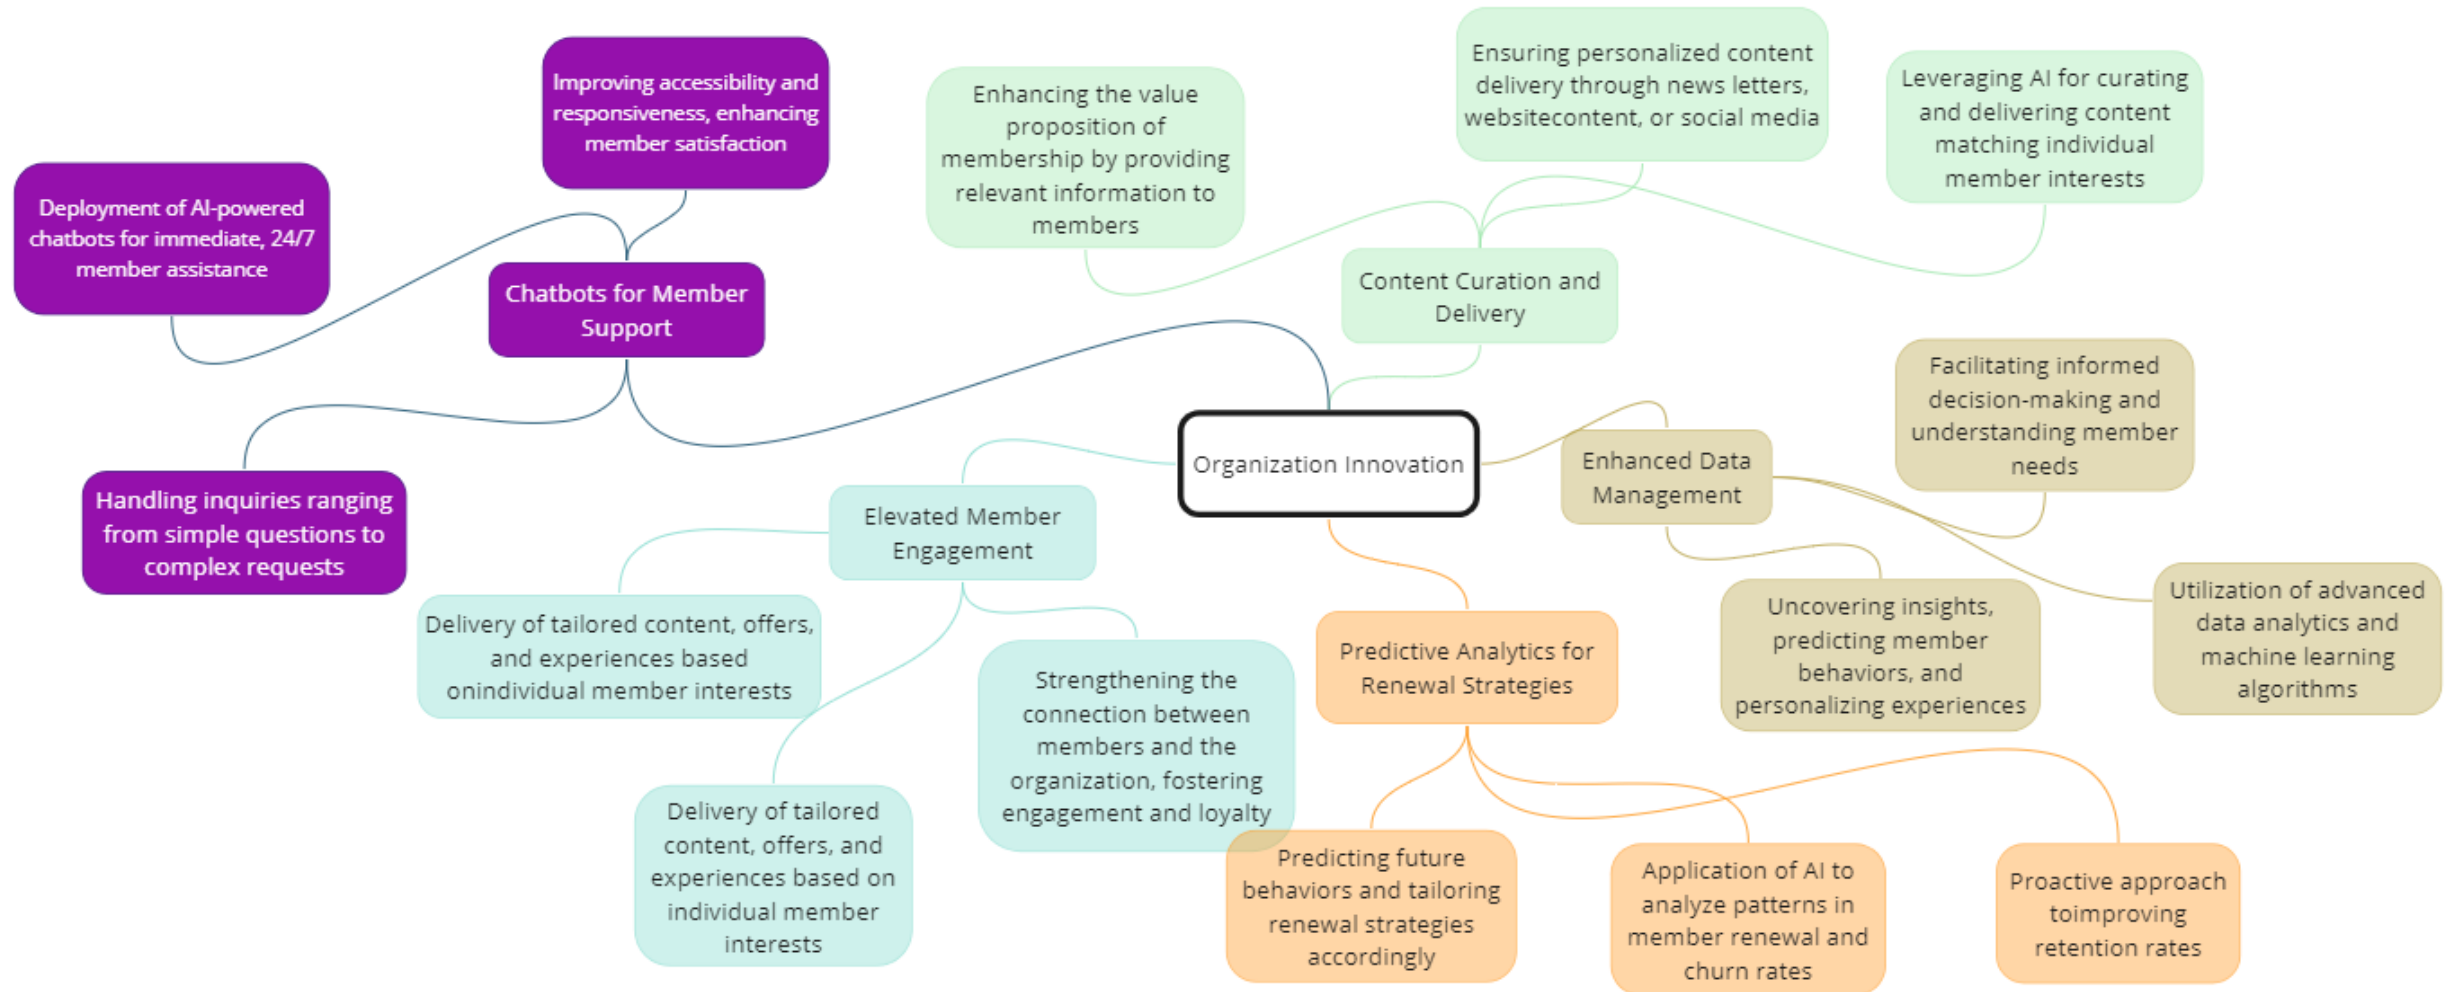 Improving accessibility and
responsiveness, enhancing
member satisfaction
Deployment of AI-powered
chatbots for immediate, 24/7
member assistance
Chatbots for Member
Support
Handling inquiries ranging
from simple questions to
complex requests
Enhancing the value
proposition of
membership by providing
relevant information to
members
Ensuring personalized content
delivery through news letters,
websitecontent, or social media
Leveraging AI for curating
and delivering content
matching individual
member interests
Content Curation and
Delivery
Organization Innovation
Enhanced Data
Management
Facilitating informed
decision-making and
understanding member
needs
Uncovering insights,
predicting member
behaviors, and
personalizing experiences
Utilization of advanced
data analytics and
machine learning
algorithms
Elevated Member
Engagement
Delivery of tailored content, offers,
and experiences based
onindividual member interests
Delivery of tailored
content, offers, and
experiences based on
individual member
interests
Strengthening the
connection between
members and the
organization, fostering
engagement and loyalty
Predictive Analytics for
Renewal Strategies
Predicting future
behaviors and tailoring
renewal strategies
accordingly
Application of AI to
analyze patterns in
member renewal and
churn rates
Proactive approach
toimproving
retention rates